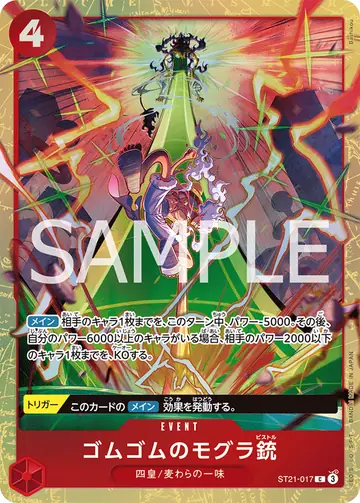 4
SAMPLE
メイン 相手のキャラ1枚までを、このターン中、パワー-5000。その後、
自分のパワー6000以上のキャラがいる場合、相手のパワー2000以下
のキャラ1枚までを、KOする。
トリガー このカードの メイン 効果を発動する。
EVENT
ゴムゴムのモグラ銃
ピストル
四皇/麦わらの一味
ST21-017 C 3